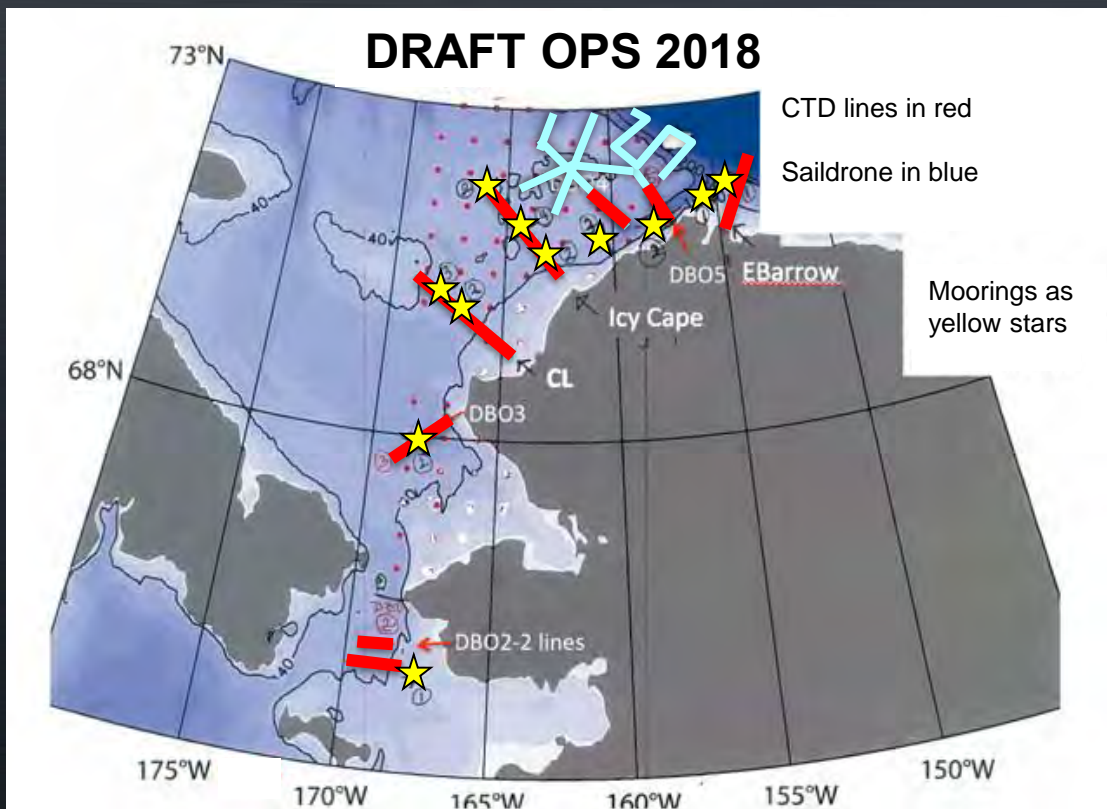 DRAFT OPS 2018
73°N
CTD lines in red
Saildrone in blue
40
DBO5
EBarrow
40
Moorings as
yellow stars
Icy Cape
68°N
CL
DBO3
DBO2-2 lines
40
175°W
170°W
165°W
160°W
155°W
150°W